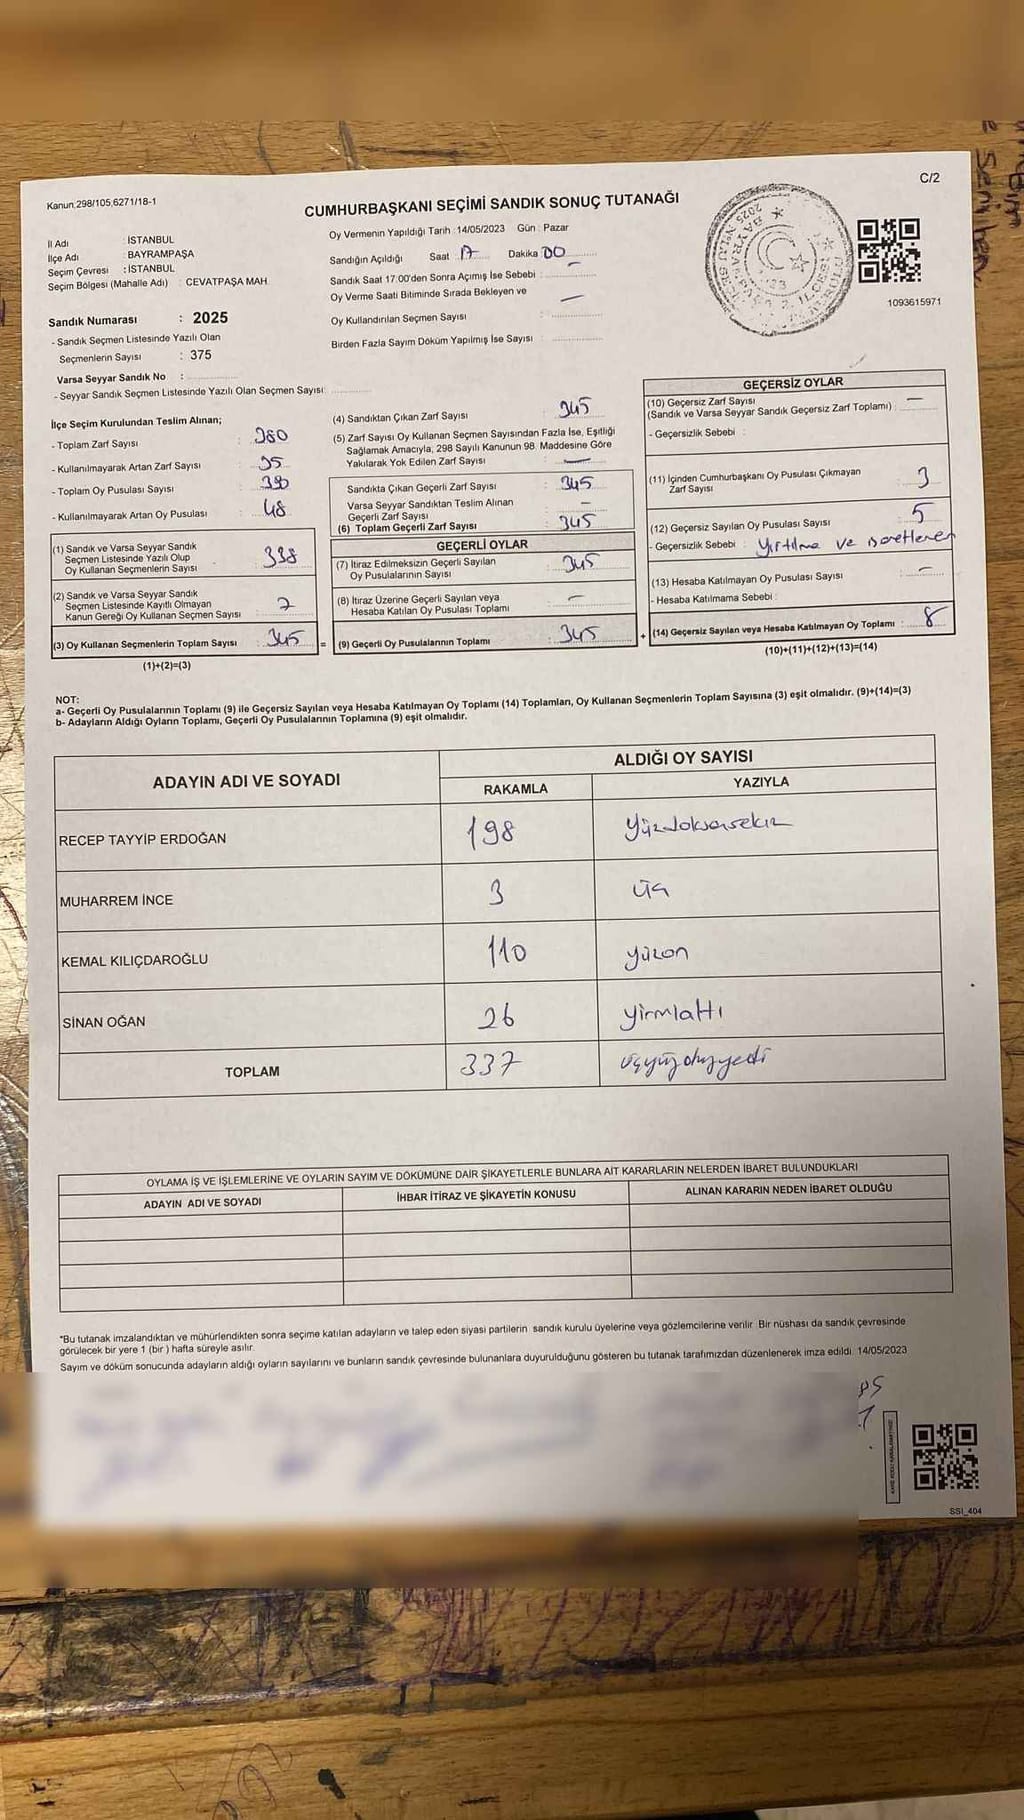 C/2
Kanun,298/105,6271/18-1
CUMHURBAŞKANI SEÇİMİ SANDIK SONUÇ TUTANAĞI
İl Adı : İSTANBUL
İlçe Adı : BAYRAMPAŞA
Seçim Çevresi : İSTANBUL
Seçim Bölgesi (Mahalle Adı) : CEVATPAŞA MAH.
Sandık Numarası : 2025
- Sandık Seçmen Listesinde Yazılı Olan
Seçmenlerin Sayısı : 375
Varsa Seyyar Sandık No :
- Seyyar Sandık Seçmen Listesinde Yazılı Olan Seçmen Sayısı:
Oy Vermenin Yapıldığı Tarih :14/05/2023 Gün : Pazar
Sandığın Açıldığı Saat 17 Dakika 00
Sandık Saat 17:00'den Sonra Açılmış İse Sebebi : –
Oy Verme Saati Bitiminde Sırada Bekleyen ve
Oy Kullandırılan Seçmen Sayısı : —
Birden Fazla Sayım Döküm Yapılmış İse Sayısı :
1093615971
İlçe Seçim Kurulundan Teslim Alınan;
- Toplam Zarf Sayısı : 380
- Kullanılmayarak Artan Zarf Sayısı : 35
- Toplam Oy Pusulası Sayısı :
- Kullanılmayarak Artan Oy Pusulası : 48
(1) Sandık ve Varsa Seyyar Sandık
Seçmen Listesinde Yazılı Olup
Oy Kullanan Seçmenlerin Sayısı : 338
(2) Sandık ve Varsa Seyyar Sandık
Seçmen Listesinde Kayıtlı Olmayan
Kanun Gereği Oy Kullanan Seçmen Sayısı : 7
(3) Oy Kullanan Seçmenlerin Toplam Sayısı : 345 =
(1)+(2)=(3)
(4) Sandıktan Çıkan Zarf Sayısı : 345
(5) Zarf Sayısı Oy Kullanan Seçmen Sayısından Fazla İse, Eşitliği
Sağlamak Amacıyla, 298 Sayılı Kanunun 98. Maddesine Göre
Yakılarak Yok Edilen Zarf Sayısı : —
Sandıkta Çıkan Geçerli Zarf Sayısı : 345
Varsa Seyyar Sandıktan Teslim Alınan
Geçerli Zarf Sayısı : –
(6) Toplam Geçerli Zarf Sayısı : 345
GEÇERLİ OYLAR
(7) İtiraz Edilmeksizin Geçerli Sayılan
Oy Pusulalarının Sayısı : 345
(8) İtiraz Üzerine Geçerli Sayılan veya
Hesaba Katılan Oy Pusulası Toplamı : –
(9) Geçerli Oy Pusulalarının Toplamı : 345 +
GEÇERSİZ OYLAR
(10) Geçersiz Zarf Sayısı
(Sandık ve Varsa Seyyar Sandık Geçersiz Zarf Toplamı) : –
- Geçersizlik Sebebi :
(11) İçinden Cumhurbaşkanı Oy Pusulası Çıkmayan
Zarf Sayısı : 3
(12) Geçersiz Sayılan Oy Pusulası Sayısı : 5
- Geçersizlik Sebebi : Yırtılma ve
(13) Hesaba Katılmayan Oy Pusulası Sayısı : –
- Hesaba Katılmama Sebebi :
(14) Geçersiz Sayılan veya Hesaba Katılmayan Oy Toplamı : 8
(10)+(11)+(12)+(13)=(14)
NOT:
a- Geçerli Oy Pusulalarının Toplamı (9) ile Geçersiz Sayılan veya Hesaba Katılmayan Oy Toplamı (14) Toplamları, Oy Kullanan Seçmenlerin Toplam Sayısına (3) eşit olmalıdır. (9)+(14)=(3)
b- Adayların Aldığı Oyların Toplamı, Geçerli Oy Pusulalarının Toplamına (9) eşit olmalıdır.
ADAYIN ADI VE SOYADI
ALDIĞI OY SAYISI
RAKAMLA YAZIYLA
RECEP TAYYİP ERDOĞAN 198 yüzdoksansekiz
MUHARREM İNCE 3 üç
KEMAL KILIÇDAROĞLU 110 yüzon
SİNAN OĞAN 26 yirmialtı
TOPLAM 337 üçyüzotuzyedi
OYLAMA İŞ VE İŞLEMLERİNE VE OYLARIN SAYIM VE DÖKÜMÜNE DAİR ŞİKAYETLERLE BUNLARA AİT KARARLARIN NELERDEN İBARET BULUNDUKLARI
ADAYIN ADI VE SOYADI İHBAR İTİRAZ VE ŞİKAYETİN KONUSU ALINAN KARARIN NEDEN İBARET OLDUĞU
*Bu tutanak imzalandıktan ve mühürlendikten sonra seçime katılan adayların ve talep eden siyasi partilerin sandık kurulu üyelerine veya gözlemcilerine verilir. Bir nüshası da sandık çevresinde
görülecek bir yere 1 (bir ) hafta süreyle asılır.
Sayım ve döküm sonucunda adayların aldığı oyların sayılarını ve bunların sandık çevresinde bulunanlara duyurulduğunu gösteren bu tutanak tarafımızdan düzenlenerek imza edildi. 14/05/2023
SSI_404